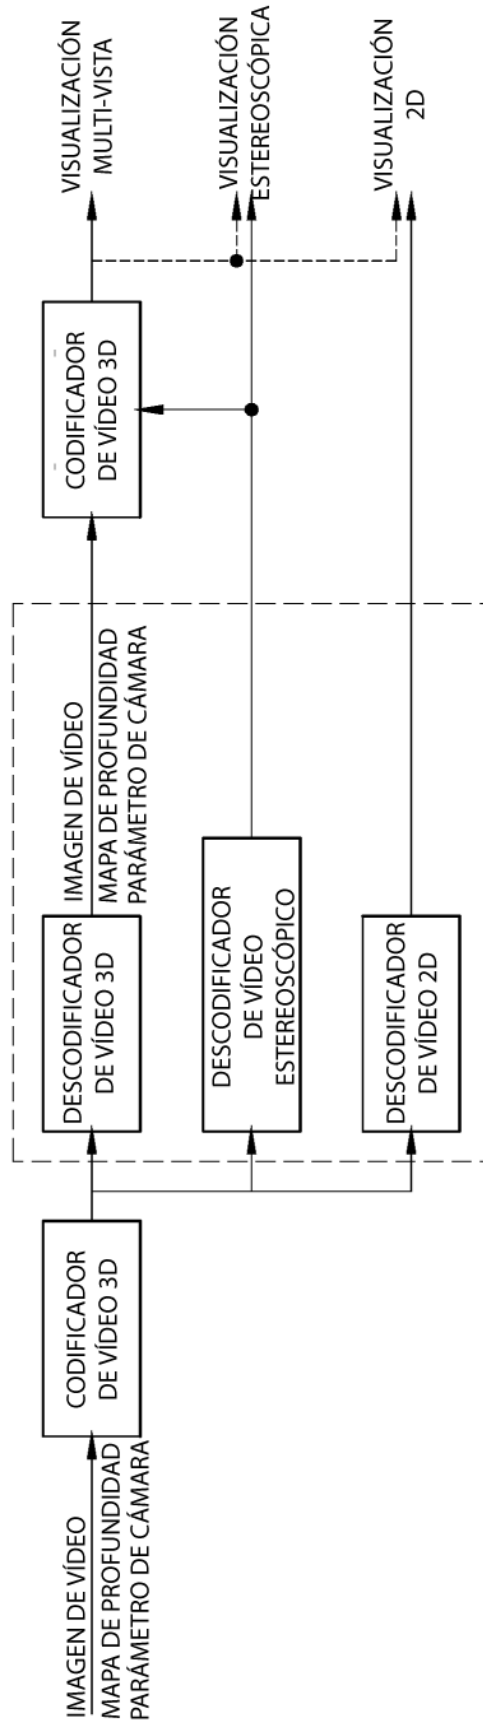 IMAGEN DE VÍDEO
MAPA DE PROFUNDIDAD
PARÁMETRO DE CÁMARA
CODIFICADOR
DE VÍDEO 3D
DESCODIFICADOR
DE VÍDEO 3D
IMAGEN DE VÍDEO
MAPA DE PROFUNDIDAD
PARÁMETRO DE CÁMARA
CODIFICADOR
DE VÍDEO 3D
VISUALIZACIÓN
MULTI-VISTA
DESCODIFICADOR
DE VÍDEO
ESTEREOSCÓPICO
VISUALIZACIÓN
ESTEREOSCÓPICA
DESCODIFICADOR
DE VÍDEO 2D
VISUALIZACIÓN
2D